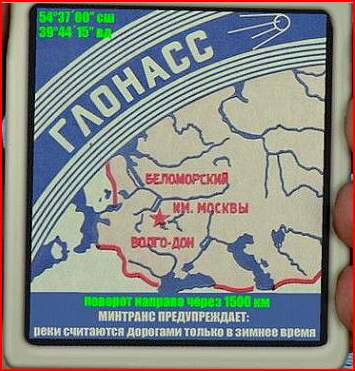 54°37´00" сш
39°44´15" вд
ГЛОНАСС
БЕЛОМОРСКИЙ
ИМ. МОСКВЫ
ВОЛГО-ДОН
поворот направо через 1500 км
МИНТРАНС ПРЕДУПРЕЖДАЕТ:
реки считаются дорогами только в зимнее время